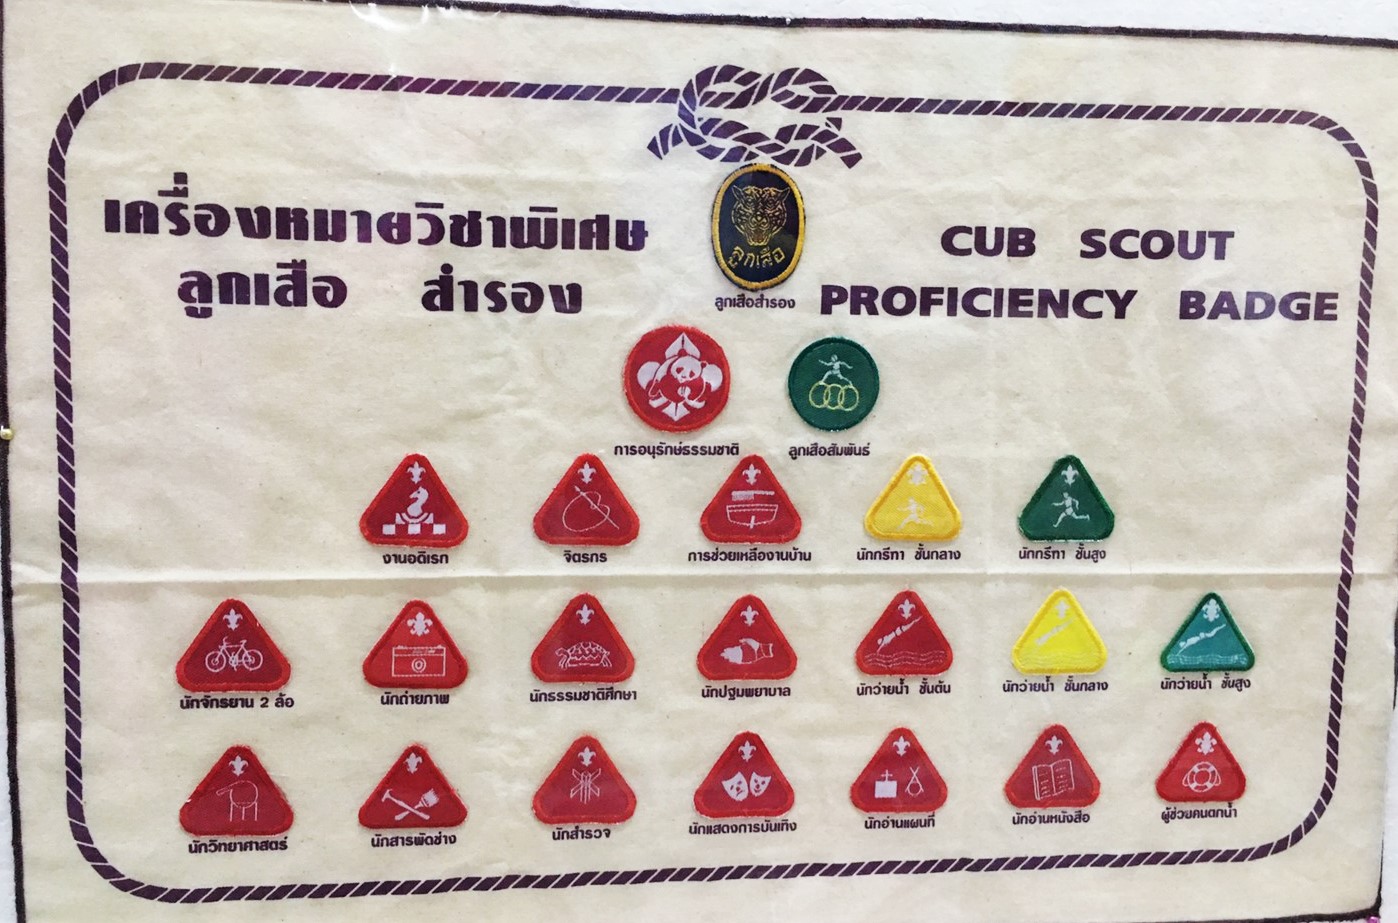 เครื่องหมายวิชาพิเศษ
ลูกเสือ สำรอง
ลูกเสือ
ลูกเสือสำรอง
CUB SCOUT
PROFICIENCY BADGE
การอนุรักษ์ธรรมชาติ
ลูกเสือสัมพันธ์
งานอดิเรก
จิตรกร
การช่วยเหลืองานบ้าน
นักกรีฑา ชั้นกลาง
นักกรีฑา ชั้นสูง
นักจักรยาน 2 ล้อ
นักถ่ายภาพ
นักธรรมชาติศึกษา
นักปฐมพยาบาล
นักว่ายน้ำ ชั้นต้น
นักว่ายน้ำ ชั้นกลาง
นักว่ายน้ำ ชั้นสูง
นักวิทยาศาสตร์
นักสารพัดช่าง
นักสำรวจ
นักแสดงการบันเทิง
นักอ่านแผนที่
นักอ่านหนังสือ
ผู้ช่วยคนตกน้ำ